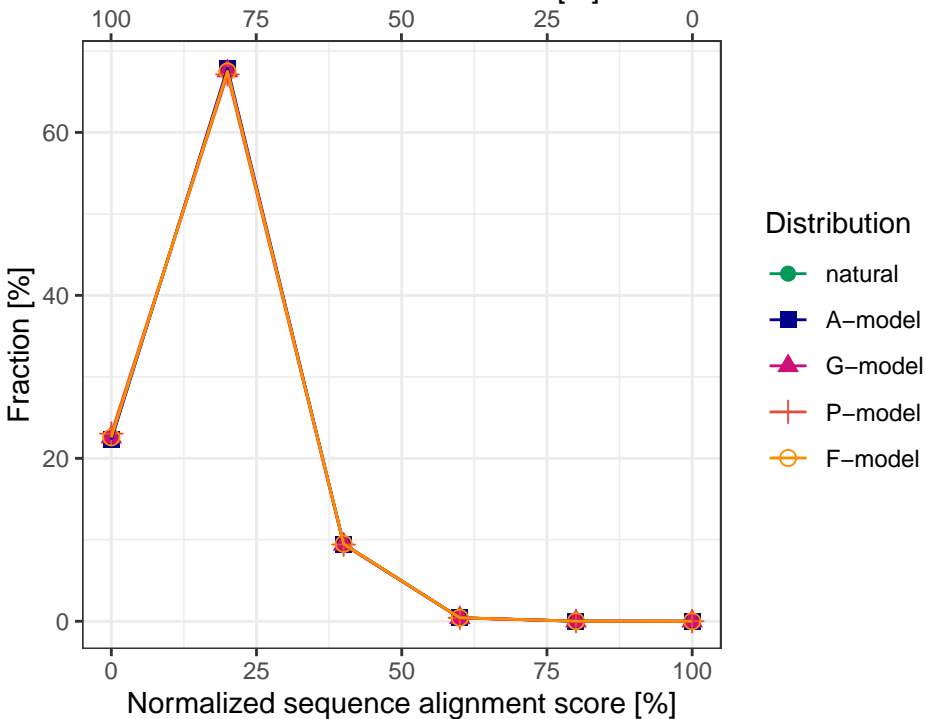 100 75 50 25 0
Fraction [%]
60
40
20
0
0 25 50 75 100
Normalized sequence alignment score [%]
Distribution
natural
A−model
G−model
P−model
F−model